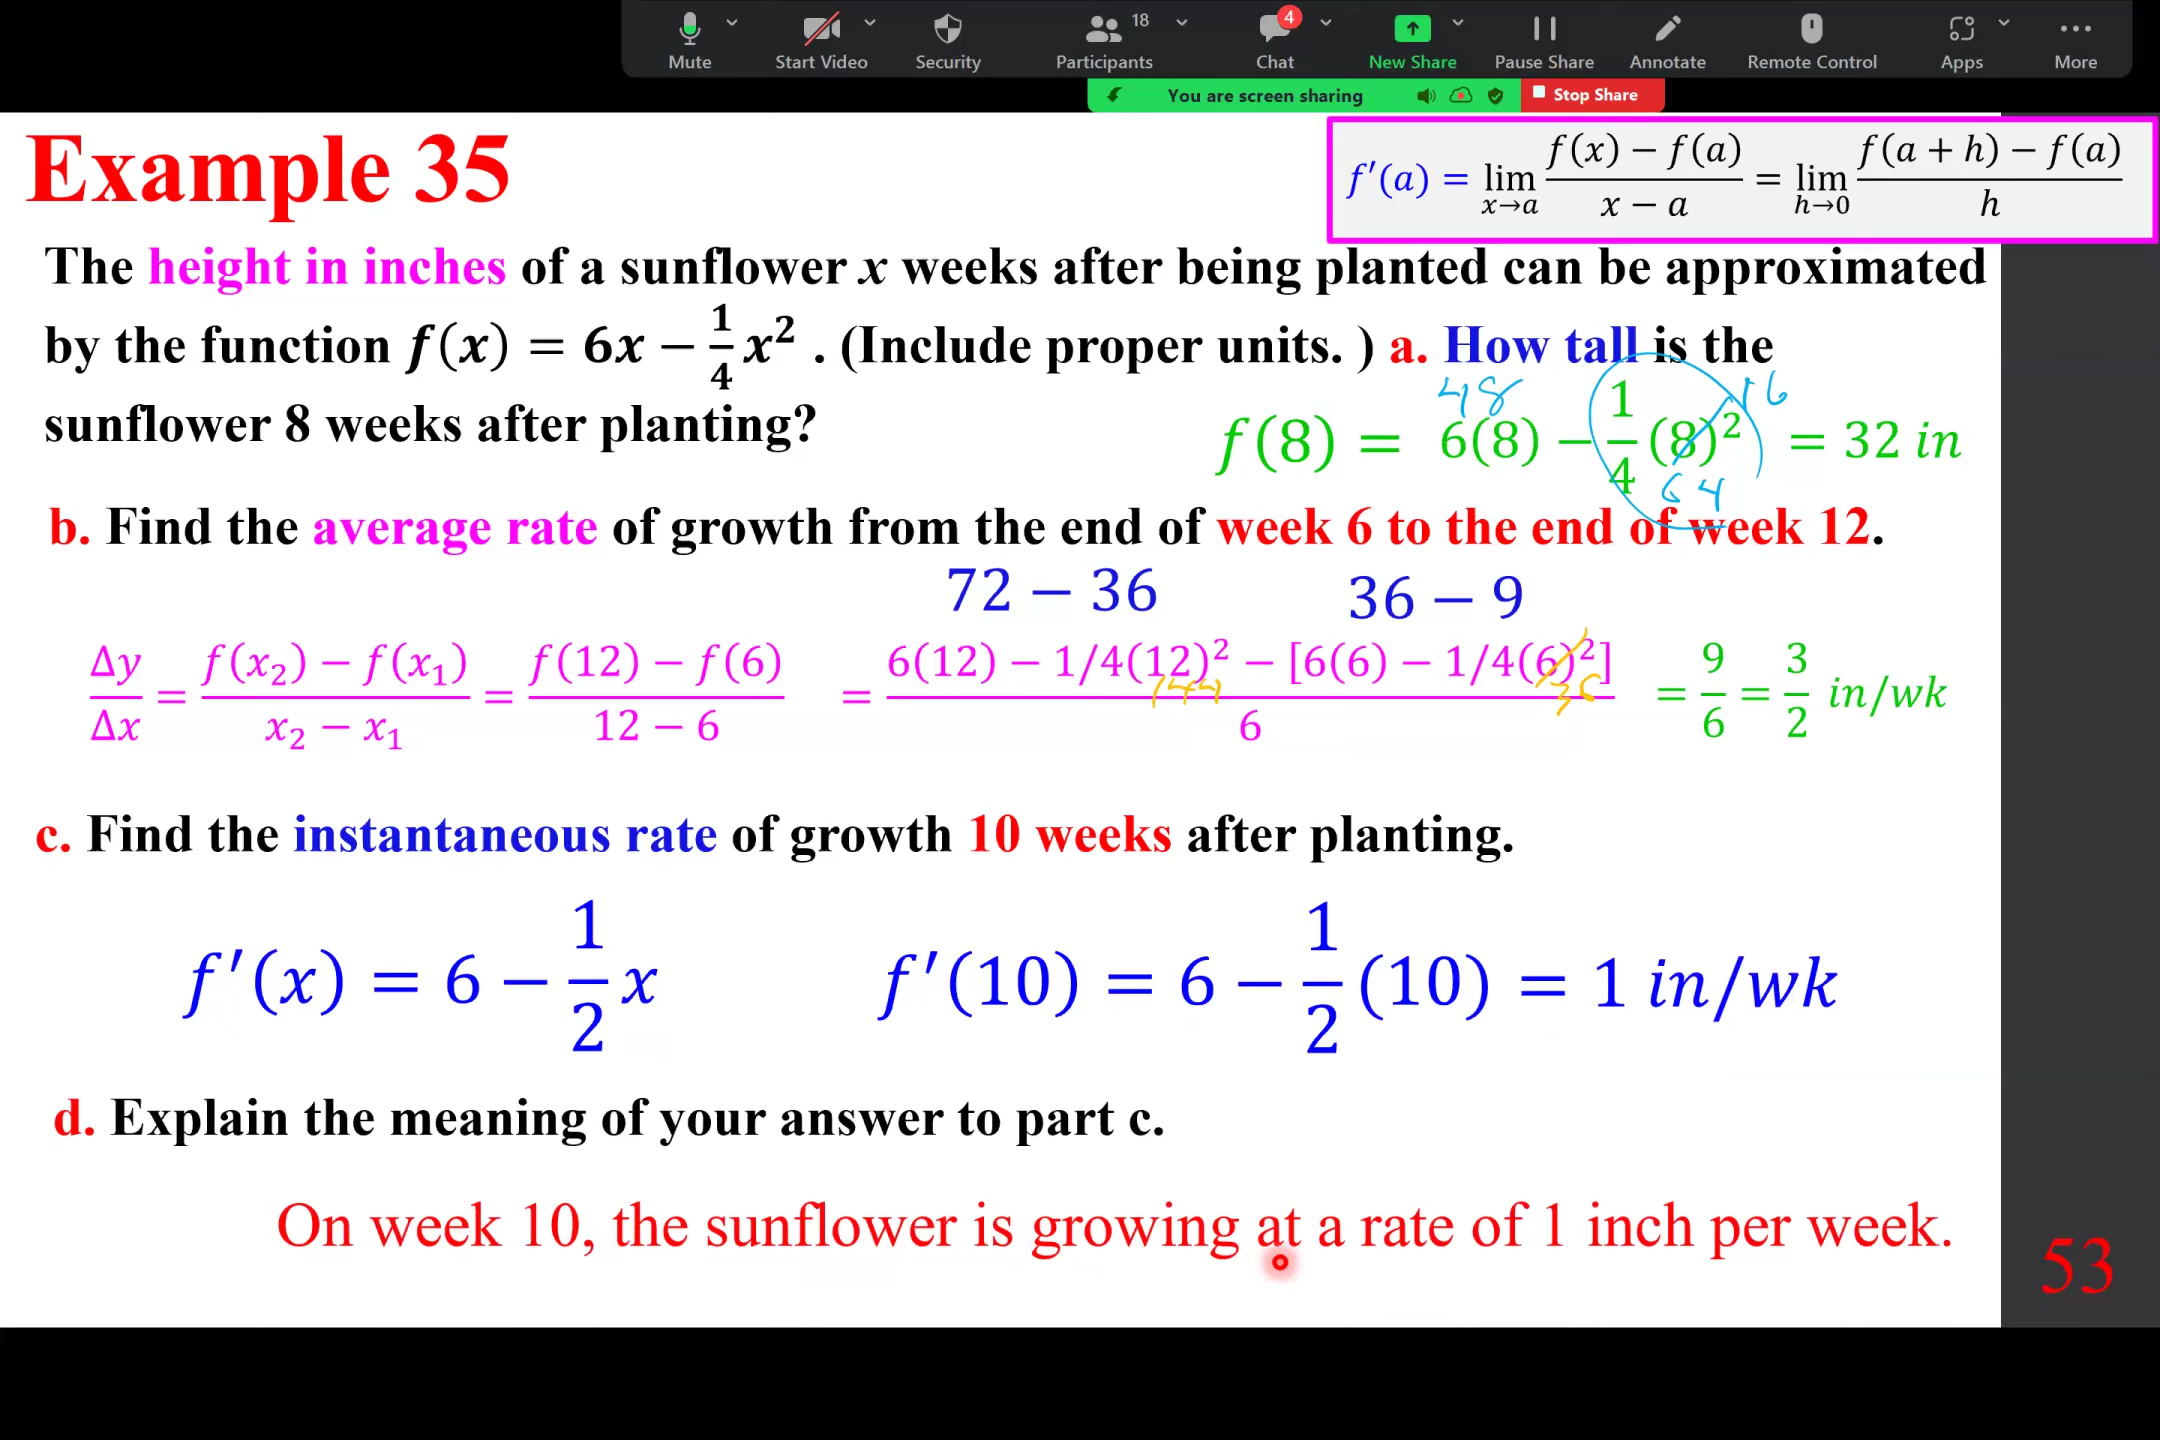 Mute Start Video Security Participants 18 Chat 4 New Share Pause Share Annotate Remote Control Apps More
You are screen sharing Stop Share
Example 35
f′(a) = lim x→a (f(x) − f(a))/(x − a) = lim h→0 (f(a + h) − f(a))/h
The height in inches of a sunflower x weeks after being planted can be approximated
by the function f(x) = 6x − 1/4 x² . (Include proper units. ) a. How tall is the
sunflower 8 weeks after planting?
48 16
f(8) = 6(8) − 1/4 (8)² = 32 in
64
b. Find the average rate of growth from the end of week 6 to the end of week 12.
72 − 36 36 − 9
Δy/Δx = (f(x₂) − f(x₁))/(x₂ − x₁) = (f(12) − f(6))/(12 − 6) = (6(12) − 1/4(12)² − [6(6) − 1/4(6)²])/6 = 9/6 = 3/2 in/wk
144 36
c. Find the instantaneous rate of growth 10 weeks after planting.
f′(x) = 6 − 1/2 x f′(10) = 6 − 1/2 (10) = 1 in/wk
d. Explain the meaning of your answer to part c.
On week 10, the sunflower is growing at a rate of 1 inch per week.
53